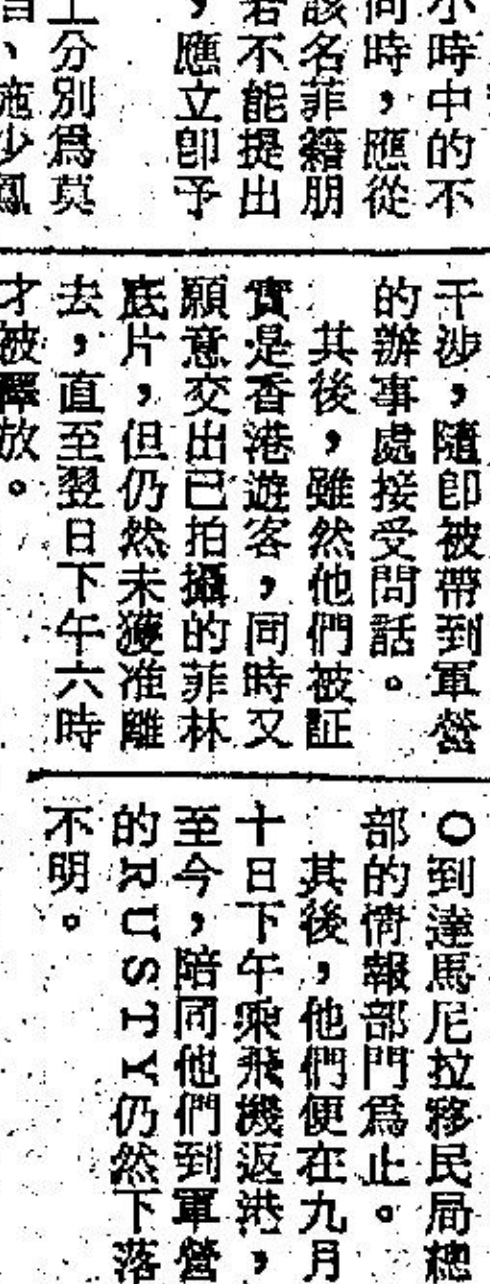 小時中的不
同時，應從
該名菲籍朋
若不能提出
，應立卽予
上分別爲莫
、施少鳳
干涉，隨卽被帶到軍營
的辦事處接受問話。
其後，雖然他們被証
實是香港遊客，同時又
願意交出已拍攝的菲林
底片，但仍然未獲准離
去，直至翌日下午六時
才被釋放。
○到達馬尼拉移民局總
部的情報部門爲止。
其後，他們便在九月
十日下午乘飛機返港，
至今，陪同他們到軍營
的RUSTY仍然下落
不明。